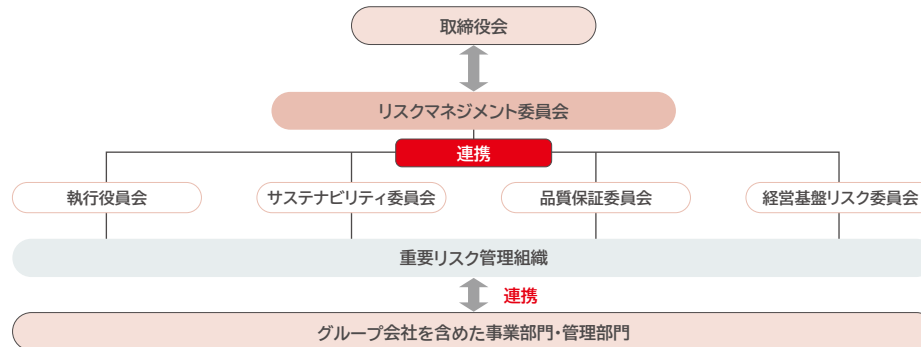 取締役会
リスクマネジメント委員会
連携
執行役員会
サステナビリティ委員会
品質保証委員会
経営基盤リスク委員会
重要リスク管理組織
連携
グループ会社を含めた事業部門・管理部門